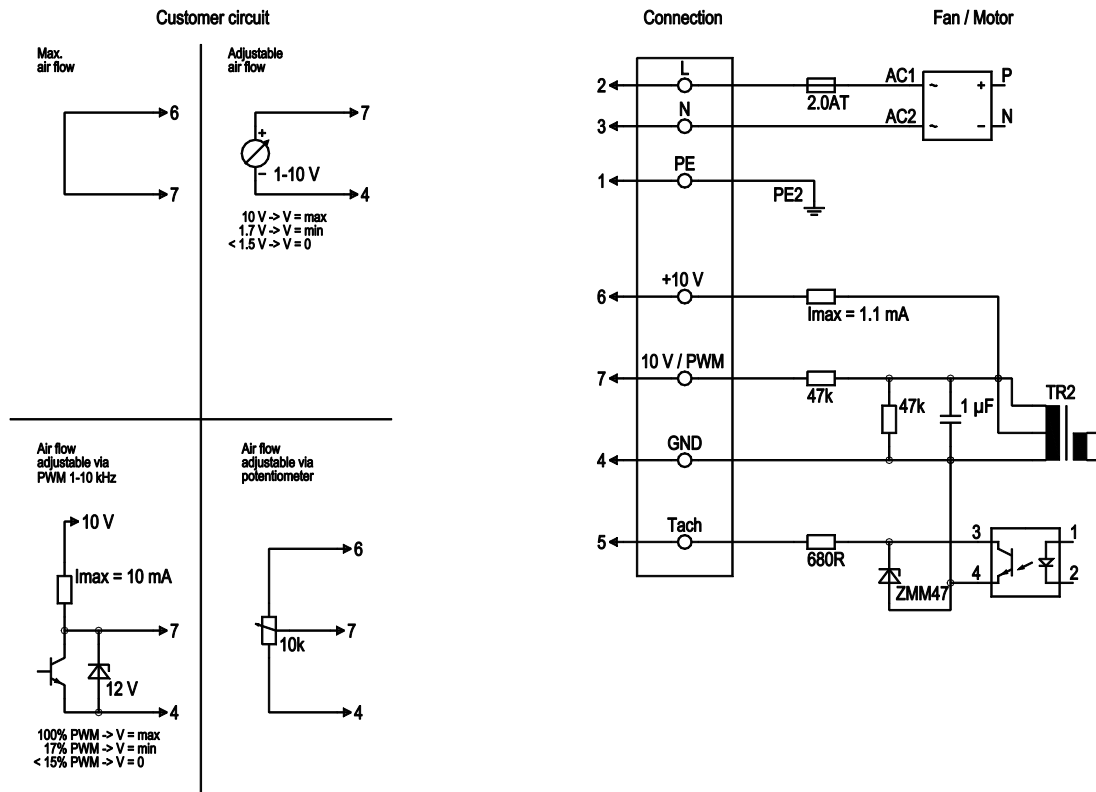 Customer circuit
Connection
Fan / Motor
Max.
air flow
6
7
Adjustable
air flow
7
+
– 1-10 V
4
10 V -> V = max
1.7 V -> V = min
< 1.5 V -> V = 0
Air flow
adjustable via
PWM 1-10 kHz
10 V
Imax = 10 mA
7
12 V
4
100% PWM -> V = max
17% PWM -> V = min
< 15% PWM -> V = 0
Air flow
adjustable via
potentiometer
6
7
10k
4
L
2
2.0AT
AC1
~
+
P
N
3
AC2
~
–
N
PE
1
PE2
+10 V
6
Imax = 1.1 mA
10 V / PWM
7
47k
47k
1 µF
TR2
GND
4
Tach
5
680R
ZMM47
3
4
1
2